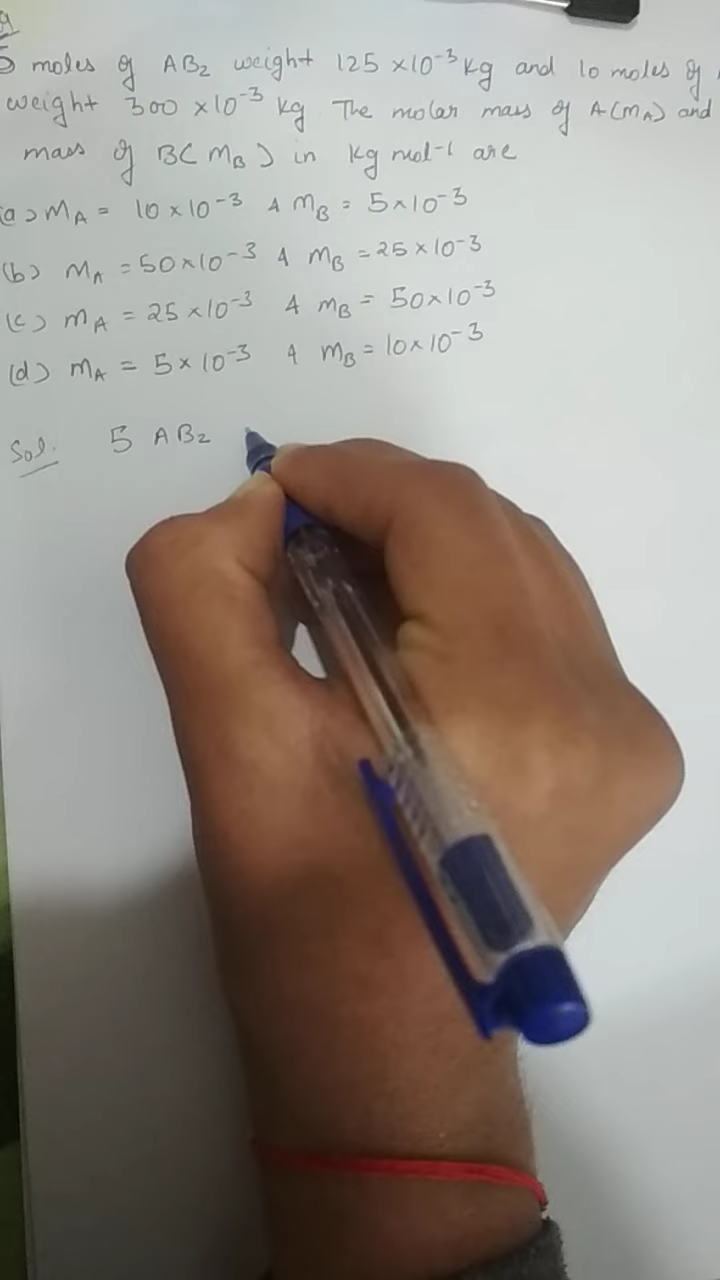 5 moles of AB₂ weight 125 ×10⁻³ kg and 10 moles of
weight 300 ×10⁻³ kg The molar mass of A(MA) and
mass of B( MB) in kg mol-1 are
(a) MA = 10×10⁻³ & MB = 5×10⁻³
(b) MA = 50×10⁻³ & MB = 25×10⁻³
(c) MA = 25×10⁻³ & MB = 50×10⁻³
(d) MA = 5×10⁻³ & MB = 10×10⁻³
Sol. 5 AB₂